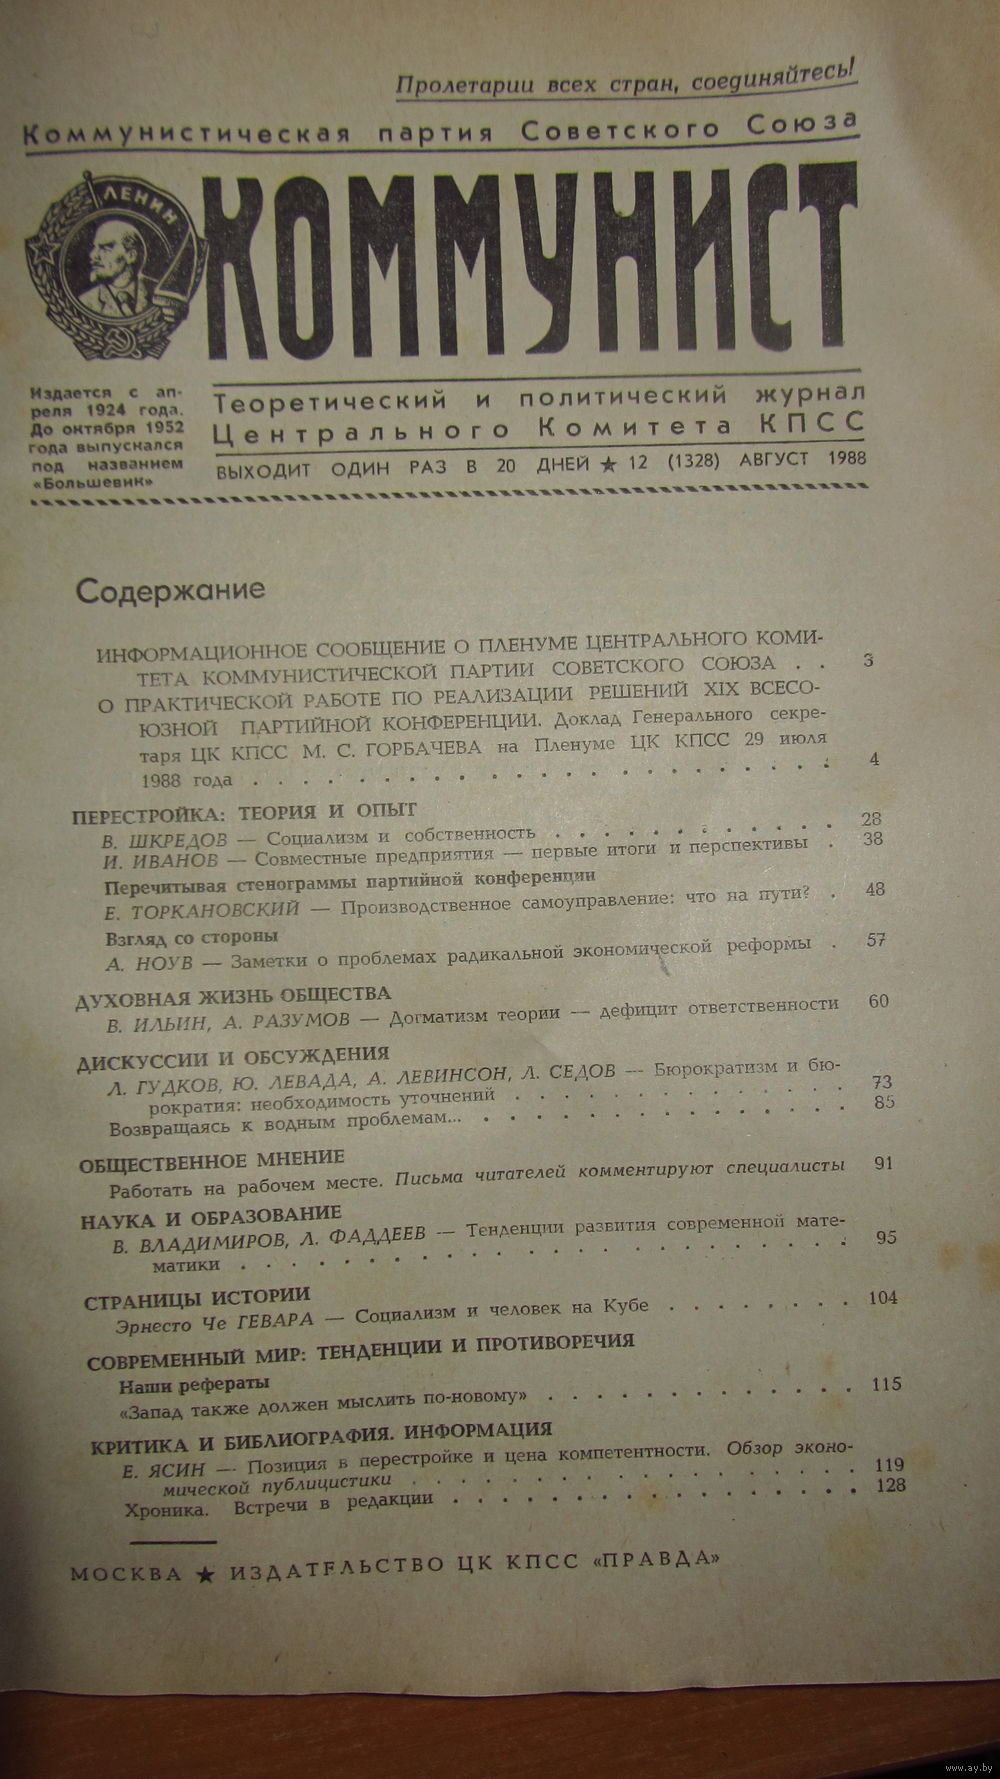 Пролетарии всех стран, соединяйтесь!
Коммунистическая партия Советского Союза
ЛЕНИН
КОММУНИСТ
Издается с ап-
реля 1924 года.
До октября 1952
года выпускался
под названием
«Большевик»
Теоретический и политический журнал
Центрального Комитета КПСС
ВЫХОДИТ ОДИН РАЗ В 20 ДНЕЙ ★ 12 (1328) АВГУСТ 1988
Содержание
ИНФОРМАЦИОННОЕ СООБЩЕНИЕ О ПЛЕНУМЕ ЦЕНТРАЛЬНОГО КОМИ-
ТЕТА КОММУНИСТИЧЕСКОЙ ПАРТИИ СОВЕТСКОГО СОЮЗА . . 3
О ПРАКТИЧЕСКОЙ РАБОТЕ ПО РЕАЛИЗАЦИИ РЕШЕНИЙ XIX ВСЕСО-
ЮЗНОЙ ПАРТИЙНОЙ КОНФЕРЕНЦИИ. Доклад Генерального секре-
таря ЦК КПСС М. С. ГОРБАЧЕВА на Пленуме ЦК КПСС 29 июля
1988 года . . . . . . . . . . . . . . . . . 4
ПЕРЕСТРОЙКА: ТЕОРИЯ И ОПЫТ
В. ШКРЕДОВ — Социализм и собственность . . . . . . . . . . 28
И. ИВАНОВ — Совместные предприятия — первые итоги и перспективы . 38
Перечитывая стенограммы партийной конференции
Е. ТОРКАНОВСКИЙ — Производственное самоуправление: что на пути? . 48
Взгляд со стороны
А. НОУВ — Заметки о проблемах радикальной экономической реформы . 57
ДУХОВНАЯ ЖИЗНЬ ОБЩЕСТВА
В. ИЛЬИН, А. РАЗУМОВ — Догматизм теории — дефицит ответственности 60
ДИСКУССИИ И ОБСУЖДЕНИЯ
Л. ГУДКОВ, Ю. ЛЕВАДА, А. ЛЕВИНСОН, Л. СЕДОВ — Бюрократизм и бю-
рократия: необходимость уточнений . . . . . . . . . . . 73
Возвращаясь к водным проблемам... . . . . . . . . . . . . 85
ОБЩЕСТВЕННОЕ МНЕНИЕ
Работать на рабочем месте. Письма читателей комментируют специалисты 91
НАУКА И ОБРАЗОВАНИЕ
В. ВЛАДИМИРОВ, Л. ФАДДЕЕВ — Тенденции развития современной мате-
матики . . . . . . . . . . . . . . . . . . 95
СТРАНИЦЫ ИСТОРИИ
Эрнесто Че ГЕВАРА — Социализм и человек на Кубе . . . . . . . 104
СОВРЕМЕННЫЙ МИР: ТЕНДЕНЦИИ И ПРОТИВОРЕЧИЯ
Наши рефераты
«Запад также должен мыслить по-новому» . . . . . . . . . . . 115
КРИТИКА И БИБЛИОГРАФИЯ. ИНФОРМАЦИЯ
Е. ЯСИН — Позиция в перестройке и цена компетентности. Обзор эконо-
мической публицистики . . . . . . . . . . . . . . . . 119
Хроника. Встречи в редакции . . . . . . . . . . . . . . . 128
МОСКВА ★ ИЗДАТЕЛЬСТВО ЦК КПСС «ПРАВДА»
www.ay.by